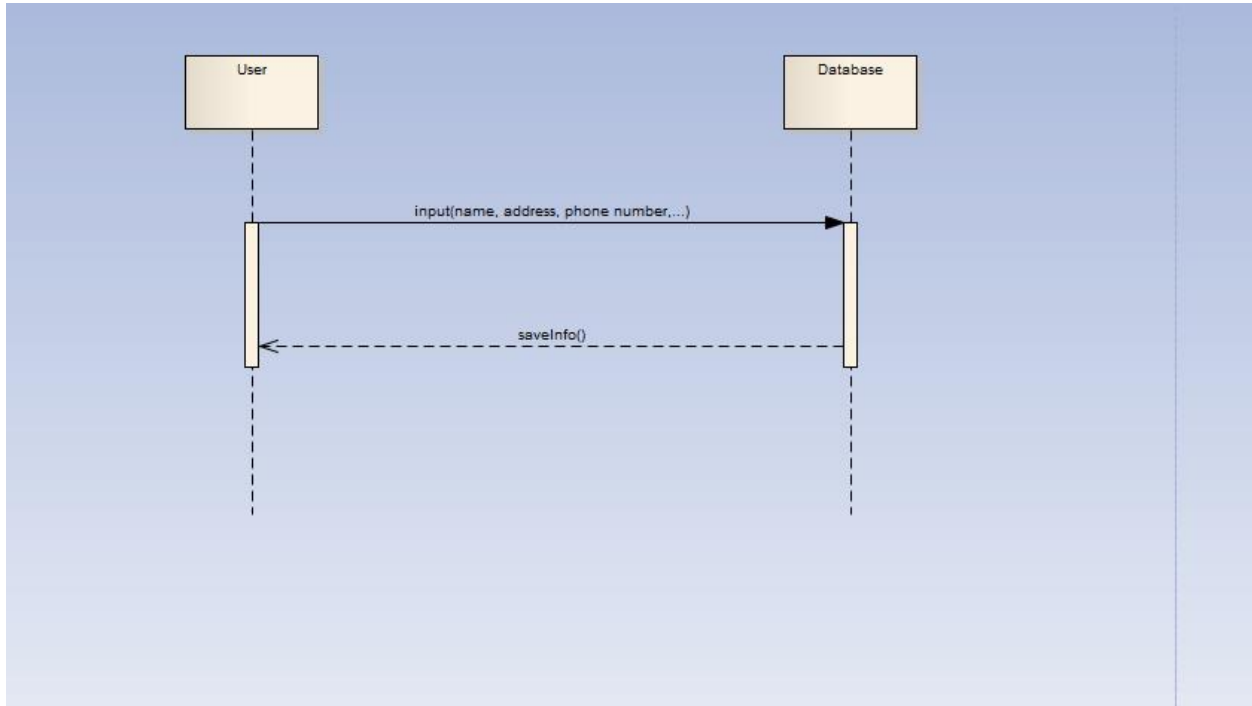 User
Database
input(name, address, phone number,...)
saveInfo()